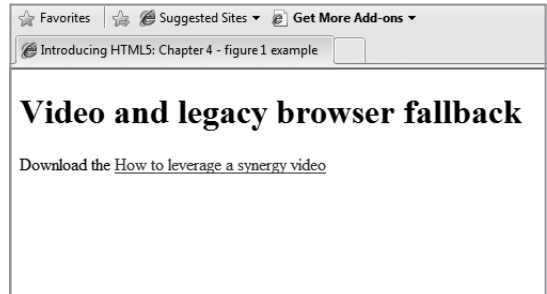 Favorites Suggested Sites Get More Add-ons
Introducing HTML5: Chapter 4 - figure 1 example
Video and legacy browser fallback
Download the How to leverage a synergy video